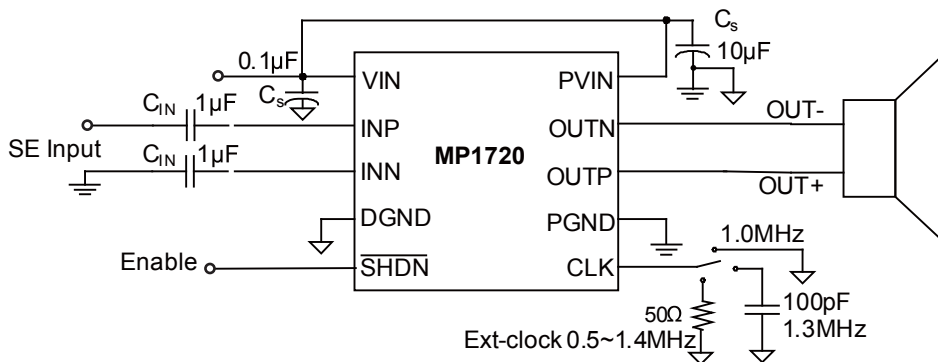 Cs
10µF
0.1µF
VIN
PVIN
Cs
CIN 1µF
INP
OUTN
OUT-
SE Input
MP1720
CIN 1µF
INN
OUTP
OUT+
DGND
PGND
1.0MHz
Enable
SHDN
CLK
100pF
50Ω
1.3MHz
Ext-clock 0.5~1.4MHz